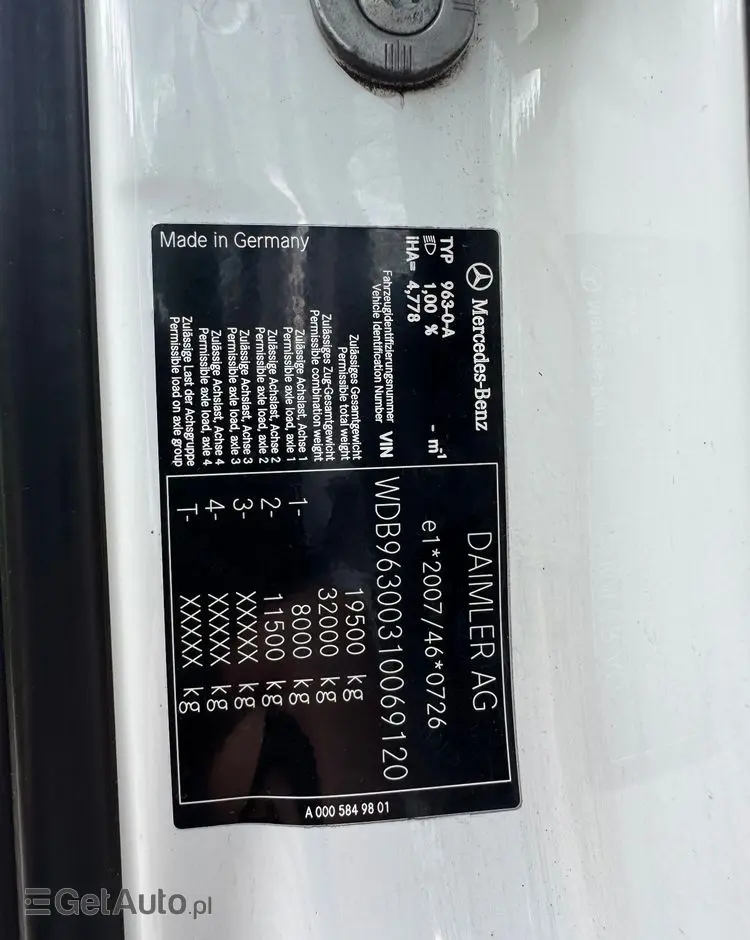 Mercedes-Benz
TYP 963-0-A
1,00 % - m-1
iHA= 4,778
DAIMLER AG
e1*2007/46*0726
Fahrzeugidentifizierungsnummer
Vehicle Identification Number VIN WDB96300310069120
Zulässiges Gesamtgewicht
Permissible total weight 19500 kg
Zulässiges Zug-Gesamtgewicht
Permissible combination weight 32000 kg
Zulässige Achslast, Achse 1
Permissible axle load, axle 1 1- 8000 kg
Zulässige Achslast, Achse 2
Permissible axle load, axle 2 2- 11500 kg
Zulässige Achslast, Achse 3
Permissible axle load, axle 3 3- XXXXX kg
Zulässige Achslast, Achse 4
Permissible axle load, axle 4 4- XXXXX kg
Zulässige Last der Achsgruppe
Permissible load on axle group T- XXXXX kg
Made in Germany
A 000 584 98 01
GetAuto.pl